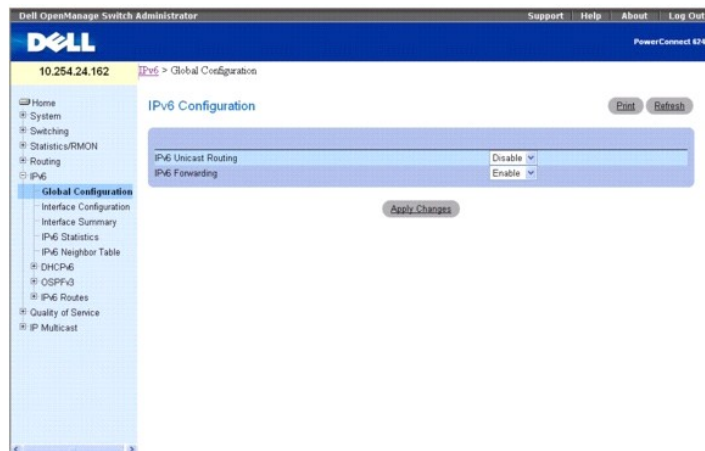 Dell OpenManage Switch Administrator Support Help About Log Out
DELL
PowerConnect 624
10.254.24.162
IPv6 > Global Configuration
Home
System
Switching
Statistics/RMON
Routing
IPv6
Global Configuration
Interface Configuration
Interface Summary
IPv6 Statistics
IPv6 Neighbor Table
DHCPv6
OSPFv3
IPv6 Routes
Quality of Service
IP Multicast
IPv6 Configuration
Print Refresh
IPv6 Unicast Routing Disable
IPv6 Forwarding Enable
Apply Changes